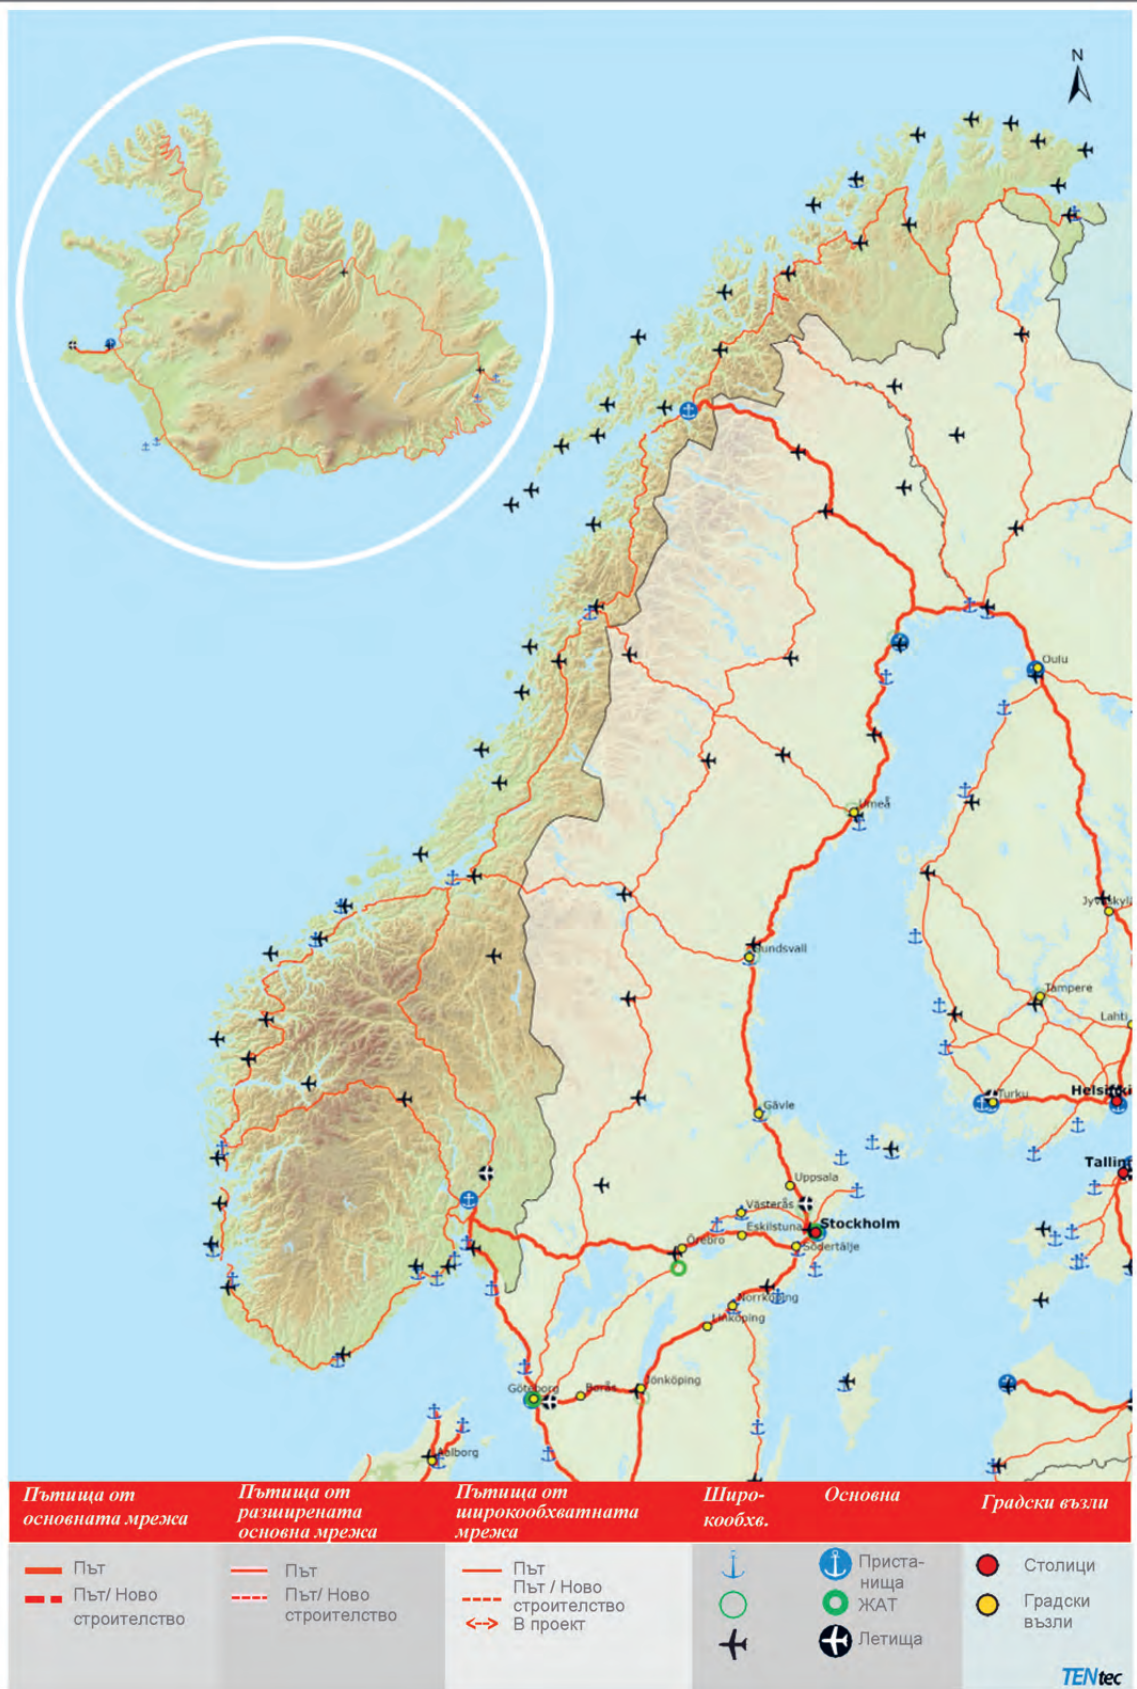 N
Oulu
Umeå
Jyväskylä
Sundsvall
Tampere
Lahti
Turku
Helsinki
Gävle
Tallinn
Uppsala
Västerås
Stockholm
Eskilstuna
Örebro
Södertälje
Norrköping
Linköping
Göteborg
Borås
Jönköping
Aalborg
Пътища от
основната мрежа
Пътища от
разширената
основна мрежа
Пътища от
широкообхватната
мрежа
Широ-
кообхв.
Основна
Градски възли
Път
Път/ Ново
строителство
Път
Път/ Ново
строителство
Път
Път / Ново
строителство
В проект
Приста-
нища
ЖАТ
Летища
Столици
Градски
възли
TENtec